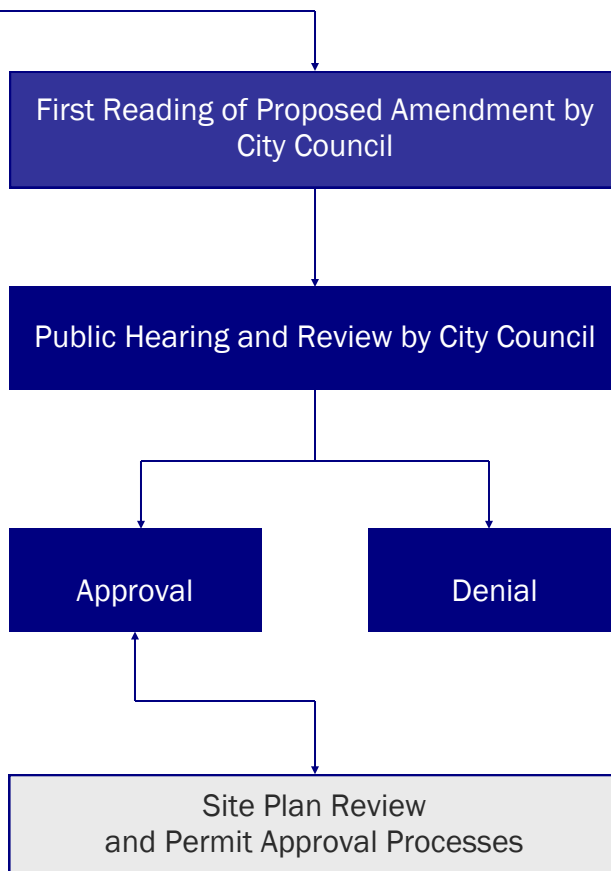 First Reading of Proposed Amendment by
City Council
Public Hearing and Review by City Council
Approval
Denial
Site Plan Review
and Permit Approval Processes